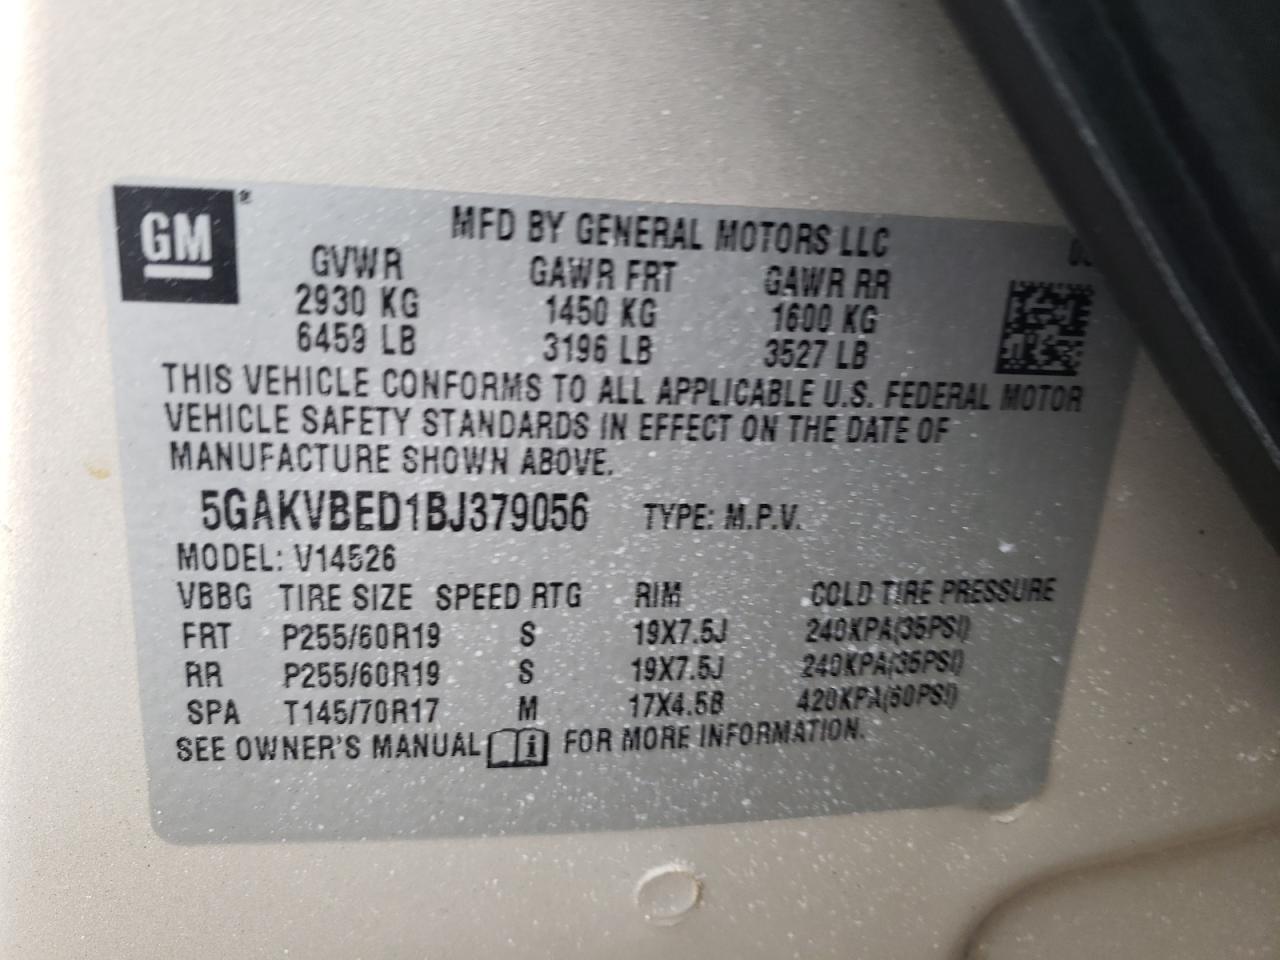 GM®
MFD BY GENERAL MOTORS LLC
GVWR GAWR FRT GAWR RR
2930 KG 1450 KG 1600 KG
6459 LB 3196 LB 3527 LB
THIS VEHICLE CONFORMS TO ALL APPLICABLE U.S. FEDERAL MOTOR
VEHICLE SAFETY STANDARDS IN EFFECT ON THE DATE OF
MANUFACTURE SHOWN ABOVE.
5GAKVBED1BJ379056 TYPE: M.P.V.
MODEL: V14526
VBBG TIRE SIZE SPEED RTG RIM COLD TIRE PRESSURE
FRT P255/60R19 S 19X7.5J 240KPA(35PSI)
RR P255/60R19 S 19X7.5J 240KPA(35PSI)
SPA T145/70R17 M 17X4.5B 420KPA(60PSI)
SEE OWNER'S MANUAL i FOR MORE INFORMATION.